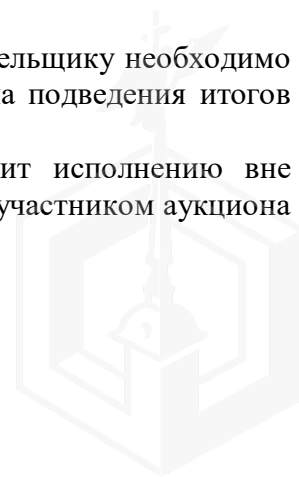 ельщику необходимо
а подведения итогов
ит исполнению вне
участником аукциона